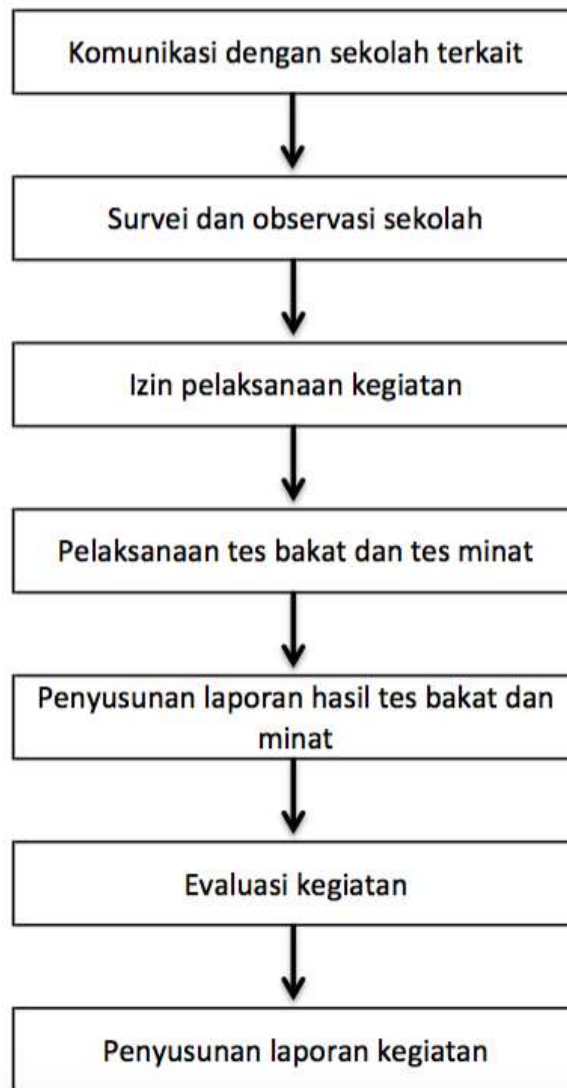 Komunikasi dengan sekolah terkait
Survei dan observasi sekolah
Izin pelaksanaan kegiatan
Pelaksanaan tes bakat dan tes minat
Penyusunan laporan hasil tes bakat dan
minat
Evaluasi kegiatan
Penyusunan laporan kegiatan